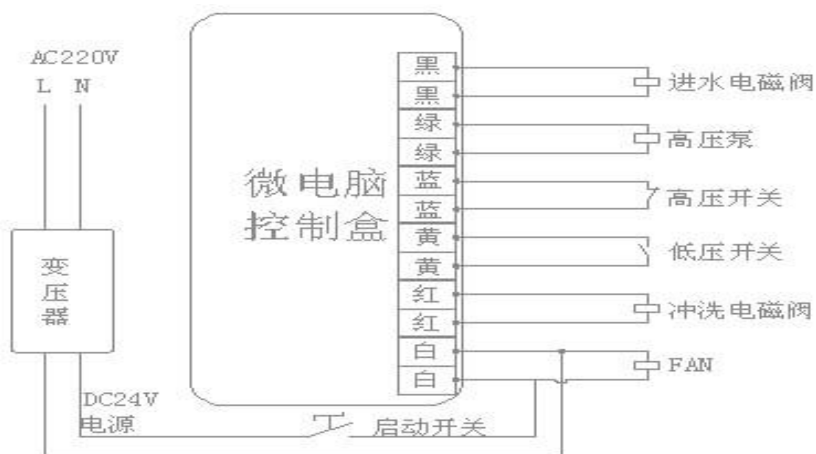 AC220V
L N
变压器
DC24V
电源
微电脑
控制盒
黑
黑
绿
绿
蓝
蓝
黄
黄
红
红
白
白
进水电磁阀
高压泵
高压开关
低压开关
冲洗电磁阀
FAN
启动开关